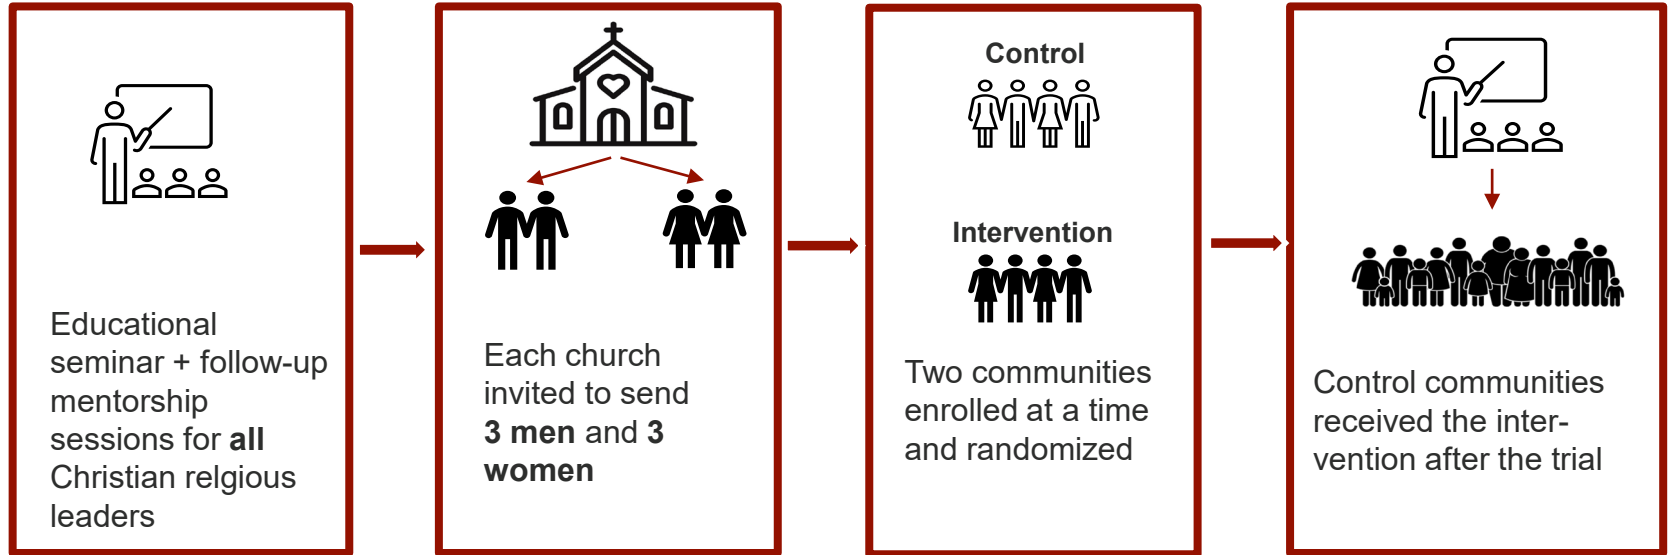 Educational
seminar + follow-up
mentorship
sessions for all
Christian relgious
leaders
Each church
invited to send
3 men and 3
women
Control
Intervention
Two communities
enrolled at a time
and randomized
Control communities
received the inter-
vention after the trial